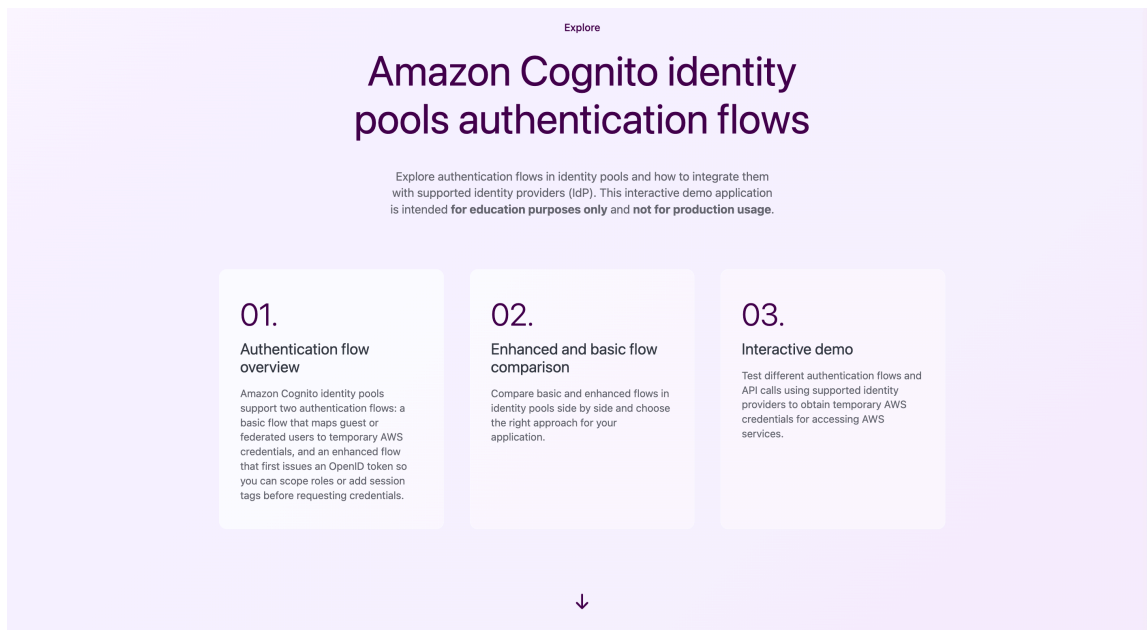 Explore
Amazon Cognito identity
pools authentication flows
Explore authentication flows in identity pools and how to integrate them
with supported identity providers (IdP). This interactive demo application
is intended for education purposes only and not for production usage.
01.
Authentication flow
overview
Amazon Cognito identity pools
support two authentication flows: a
basic flow that maps guest or
federated users to temporary AWS
credentials, and an enhanced flow
that first issues an OpenID token so
you can scope roles or add session
tags before requesting credentials.
02.
Enhanced and basic flow
comparison
Compare basic and enhanced flows in
identity pools side by side and choose
the right approach for your
application.
03.
Interactive demo
Test different authentication flows and
API calls using supported identity
providers to obtain temporary AWS
credentials for accessing AWS
services.